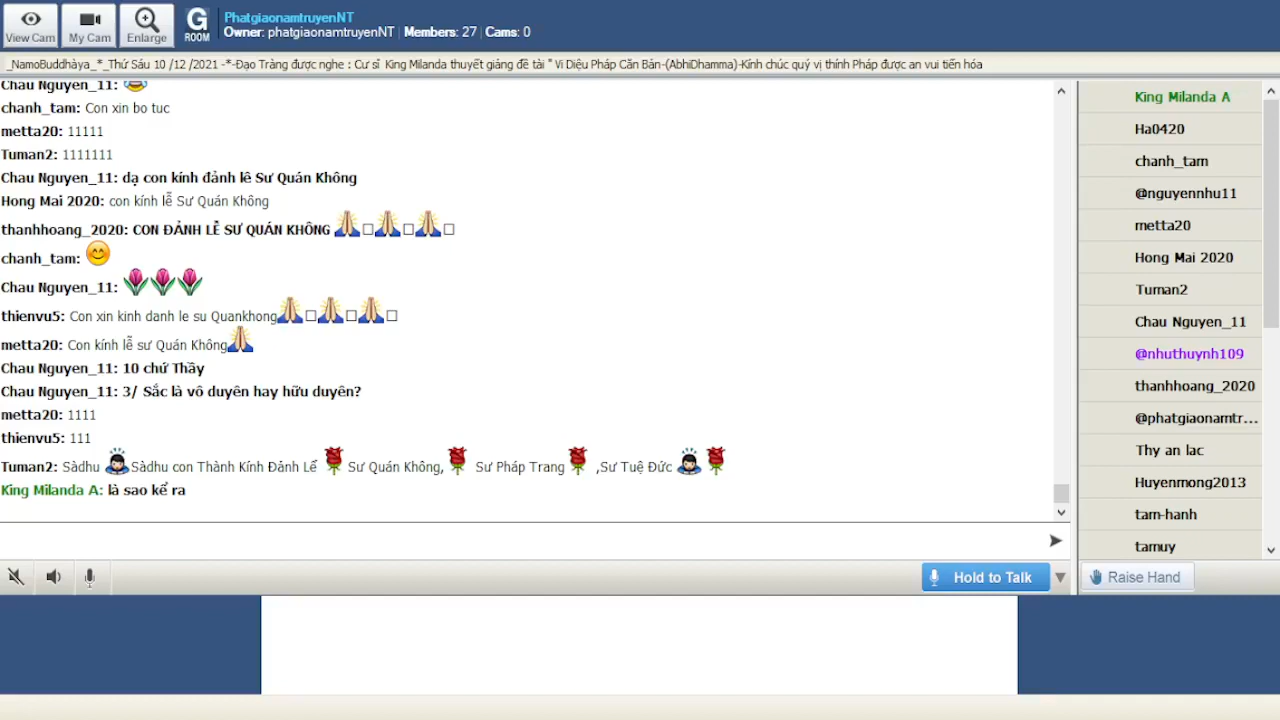 View Cam
My Cam
Enlarge
G
ROOM
PhatgiaonamtruyenNT
Owner: phatgiaonamtruyenNT | Members: 27 | Cams: 0
_NamoBuddhàya_*_Thứ Sáu 10 /12 /2021 -*-Đạo Tràng được nghe : Cư sĩ King Milanda thuyết giảng đề tài " Vi Diệu Pháp Căn Bản-(AbhiDhamma)-Kính chúc quý vị thính Pháp được an vui tiến hóa
Chau Nguyen_11:
chanh_tam: Con xin bo tuc
metta20: 11111
Tuman2: 1111111
Chau Nguyen_11: dạ con kính đảnh lê Sư Quán Không
Hong Mai 2020: con kính lễ Sư Quán Không
thanhhoang_2020: CON ĐẢNH LỄ SƯ QUÁN KHÔNG
chanh_tam:
Chau Nguyen_11:
thienvu5: Con xin kinh danh le su Quankhong
metta20: Con kính lễ sư Quán Không
Chau Nguyen_11: 10 chứ Thầy
Chau Nguyen_11: 3/ Sắc là vô duyên hay hữu duyên?
metta20: 1111
thienvu5: 111
Tuman2: Sàdhu Sàdhu con Thành Kính Đảnh Lể Sư Quán Không, Sư Pháp Trang ,Sư Tuệ Đức
King Milanda A: là sao kể ra
Hold to Talk
King Milanda A
Ha0420
chanh_tam
@nguyennhu11
metta20
Hong Mai 2020
Tuman2
Chau Nguyen_11
@nhuthuynh109
thanhhoang_2020
@phatgiaonamtr...
Thy an lac
Huyenmong2013
tam-hanh
tamuy
Raise Hand